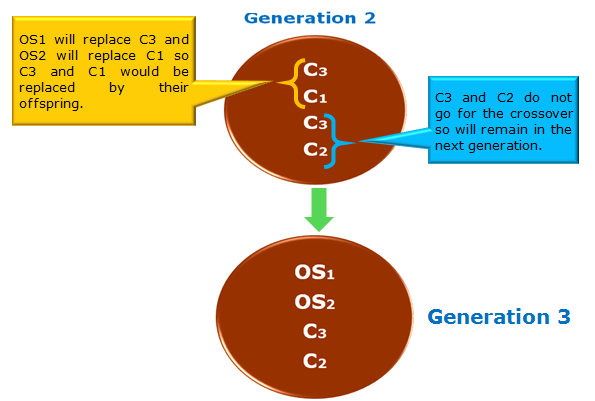 Generation 2
OS1 will replace C3 and
OS2 will replace C1 so
C3 and C1 would be
replaced by their
offspring.
C3
C1
C3
C2
C3 and C2 do not
go for the crossover
so will remain in the
next generation.
OS1
OS2
C3
C2
Generation 3